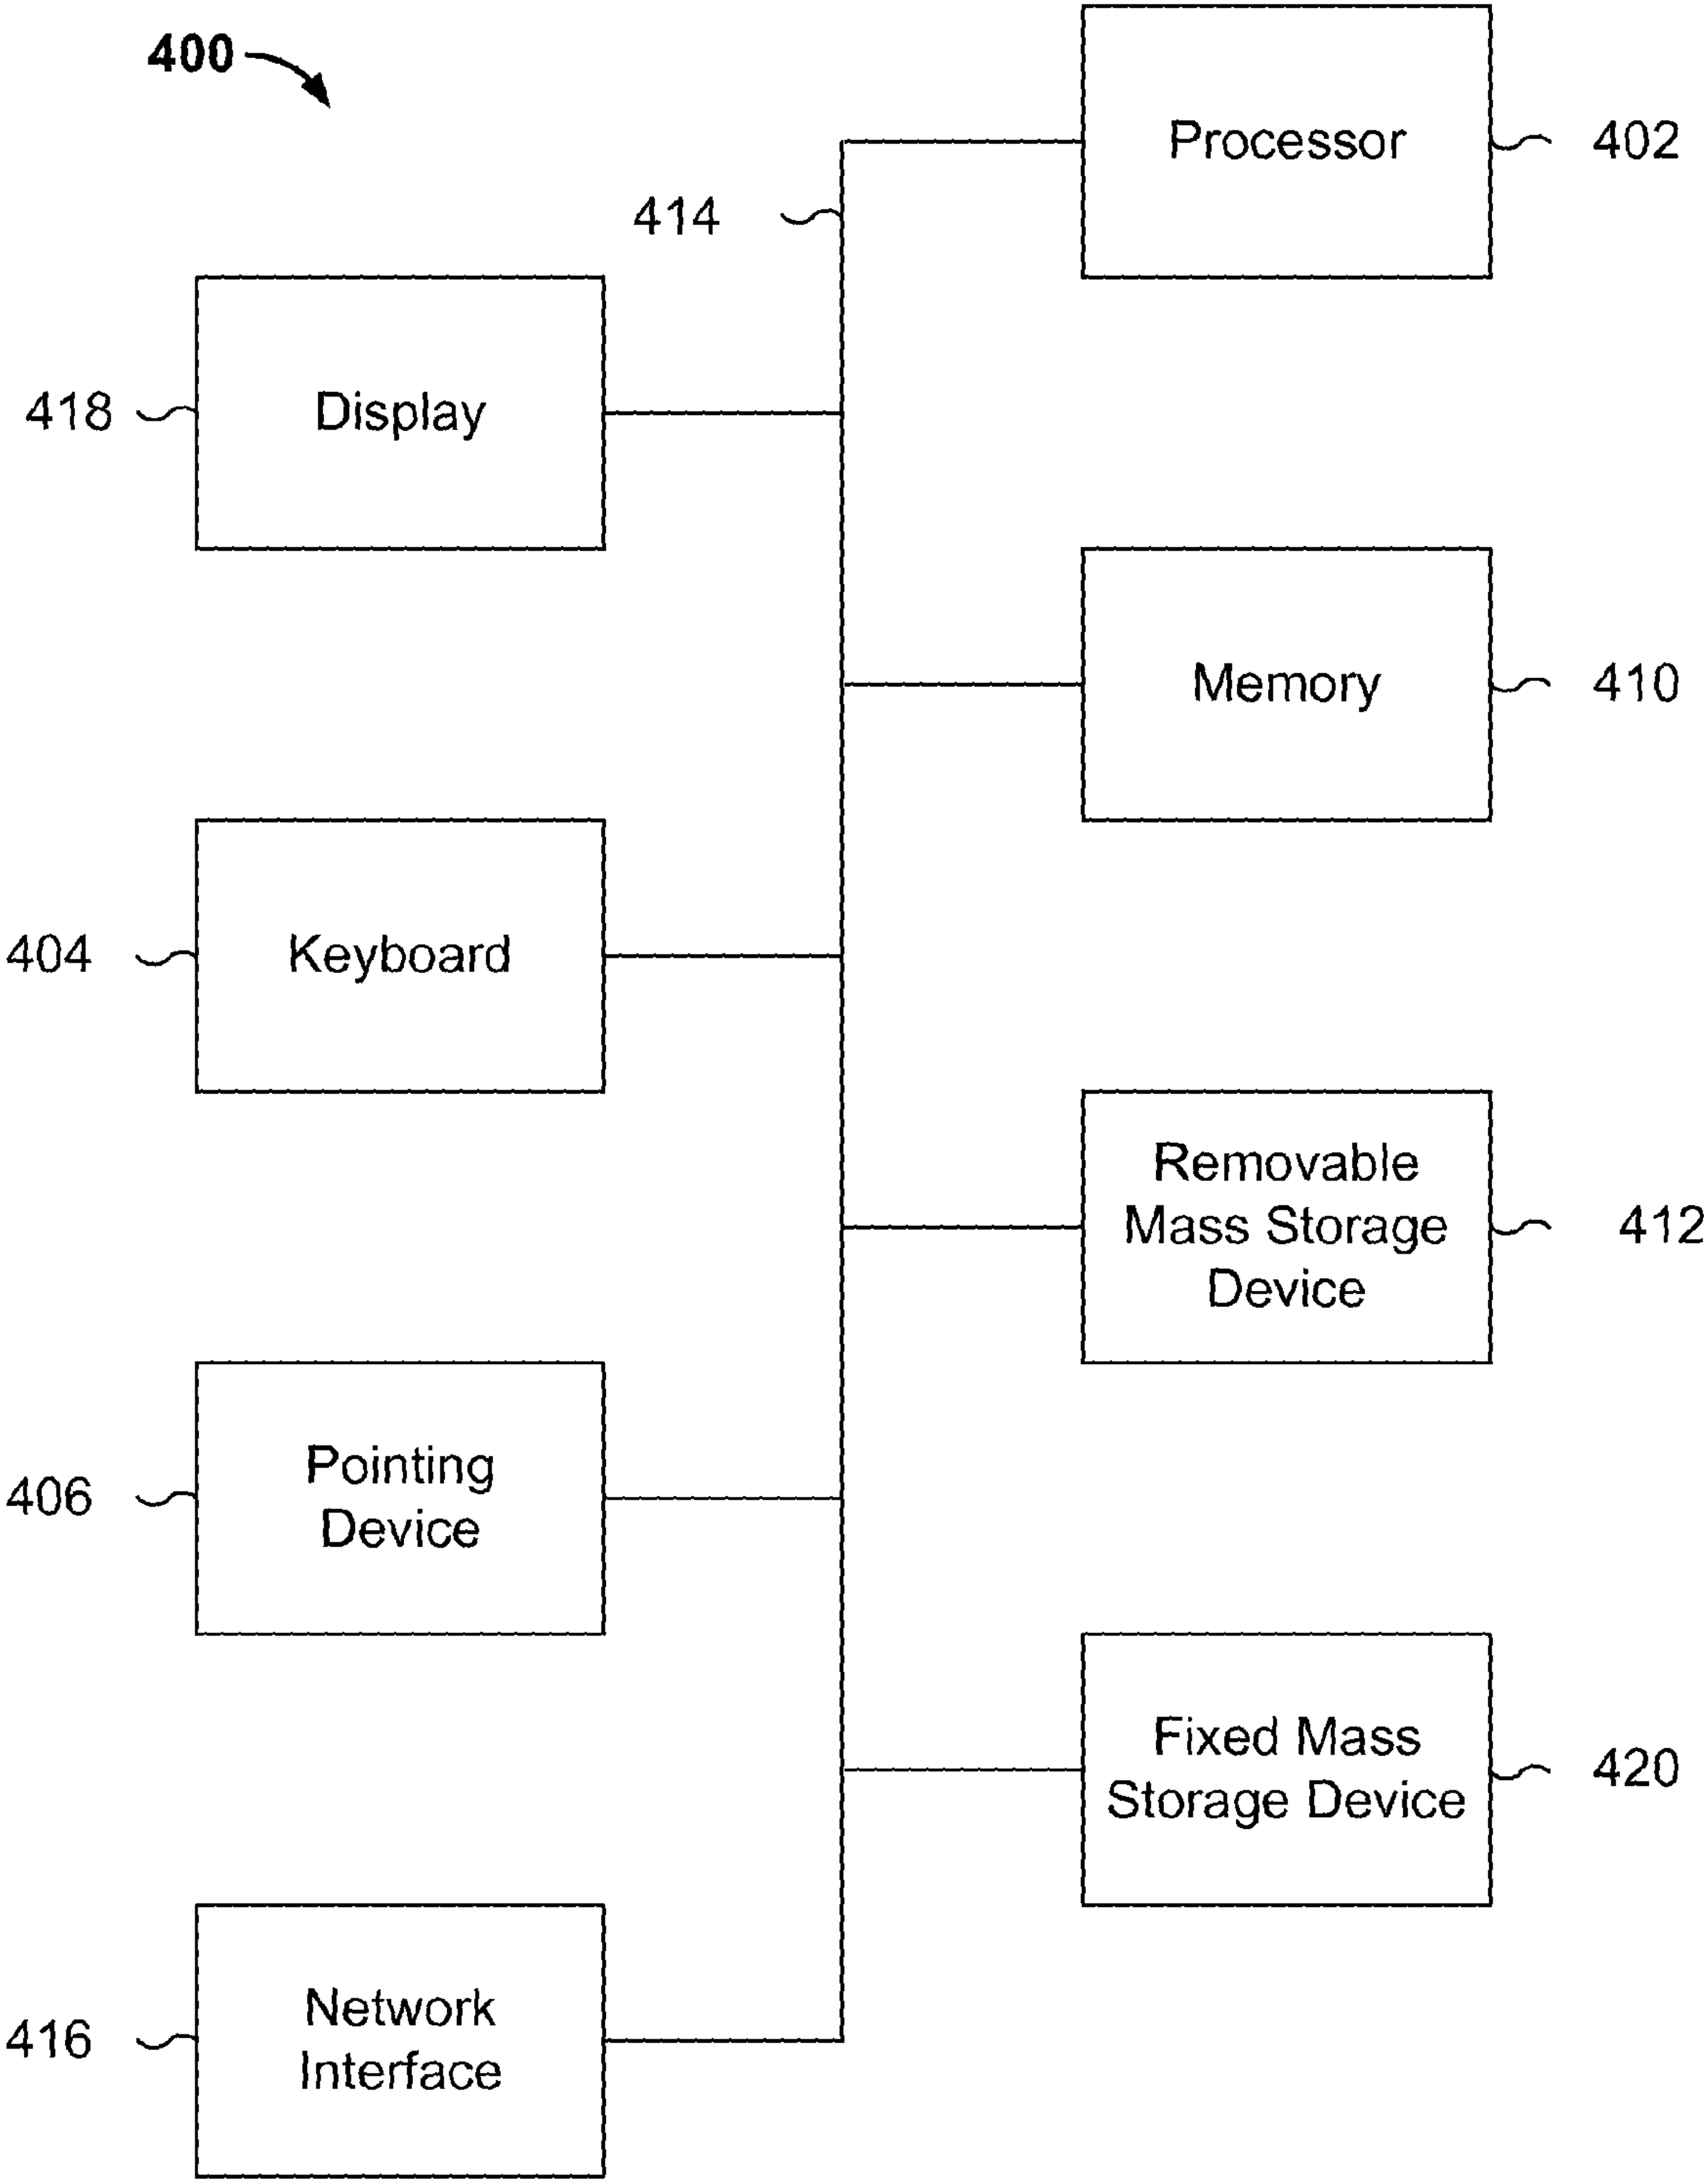 400
Processor
402
414
418
Display
Memory
410
404
Keyboard
Removable
Mass Storage
Device
412
406
Pointing
Device
Fixed Mass
Storage Device
420
416
Network
Interface